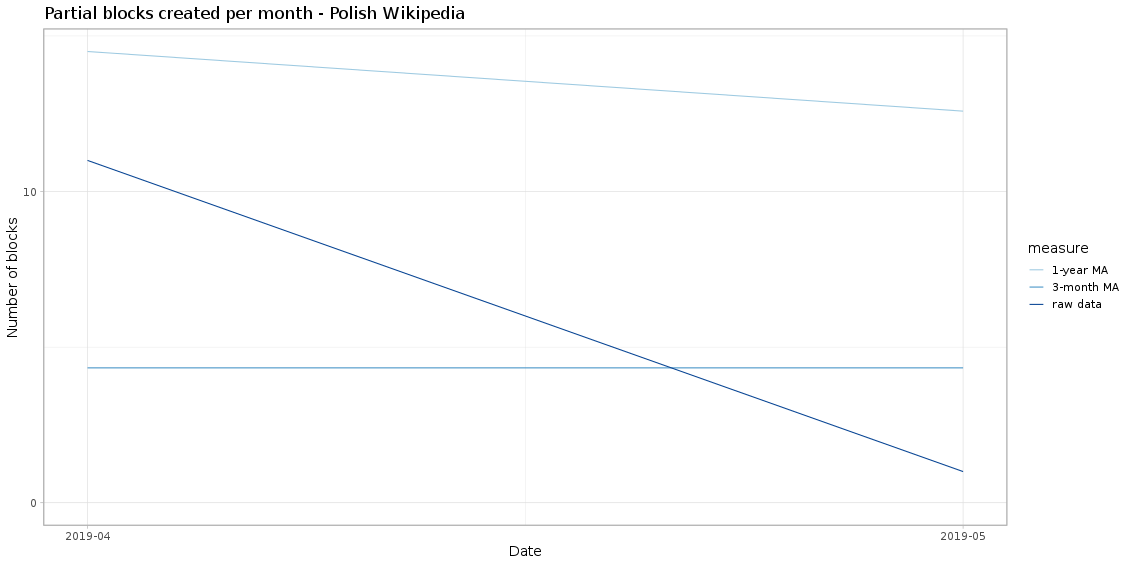 Partial blocks created per month - Polish Wikipedia
Number of blocks
10
0
2019-04
2019-05
Date
measure
1-year MA
3-month MA
raw data